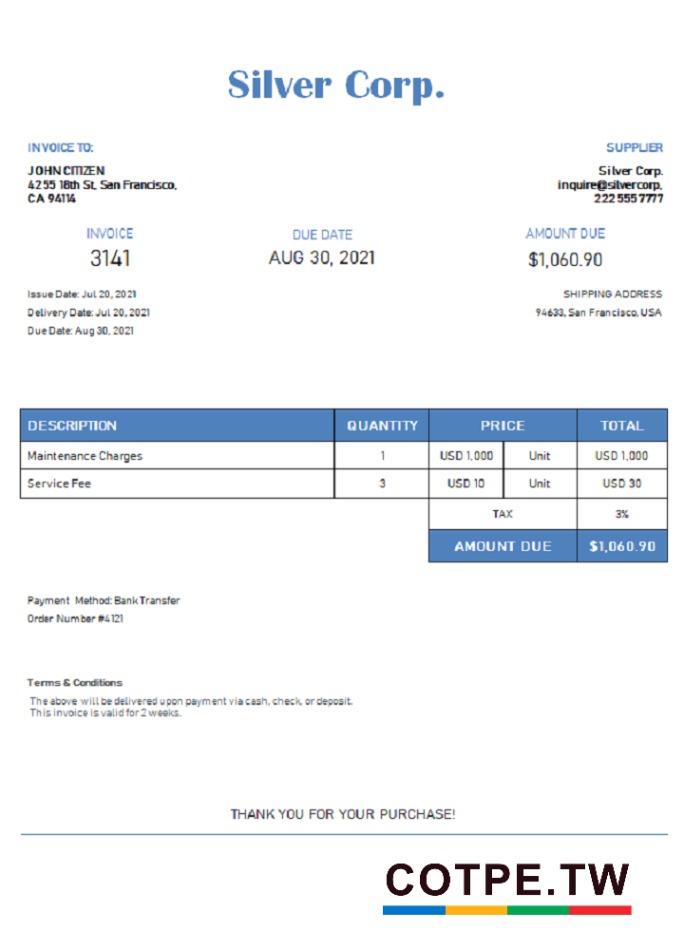 Silver Corp.
INVOICE TO:
SUPPLIER
JOHN CITIZEN
4255 18th St, San Francisco,
CA 94114
Silver Corp.
inquire@silvercorp,
222 555 7777
INVOICE
DUE DATE
AMOUNT DUE
3141
AUG 30, 2021
$1,060.90
Issue Date: Jul 20, 2021
Delivery Date: Jul 20, 2021
Due Date: Aug 30, 2021
SHIPPING ADDRESS
94633, San Francisco, USA
DESCRIPTION QUANTITY PRICE TOTAL
Maintenance Charges 1 USD 1,000 Unit USD 1,000
Service Fee 3 USD 10 Unit USD 30
TAX 3%
AMOUNT DUE $1,060.90
Payment Method: Bank Transfer
Order Number #4121
Terms & Conditions
The above will be delivered upon payment via cash, check, or deposit.
This invoice is valid for 2 weeks.
THANK YOU FOR YOUR PURCHASE!
COTPE.TW